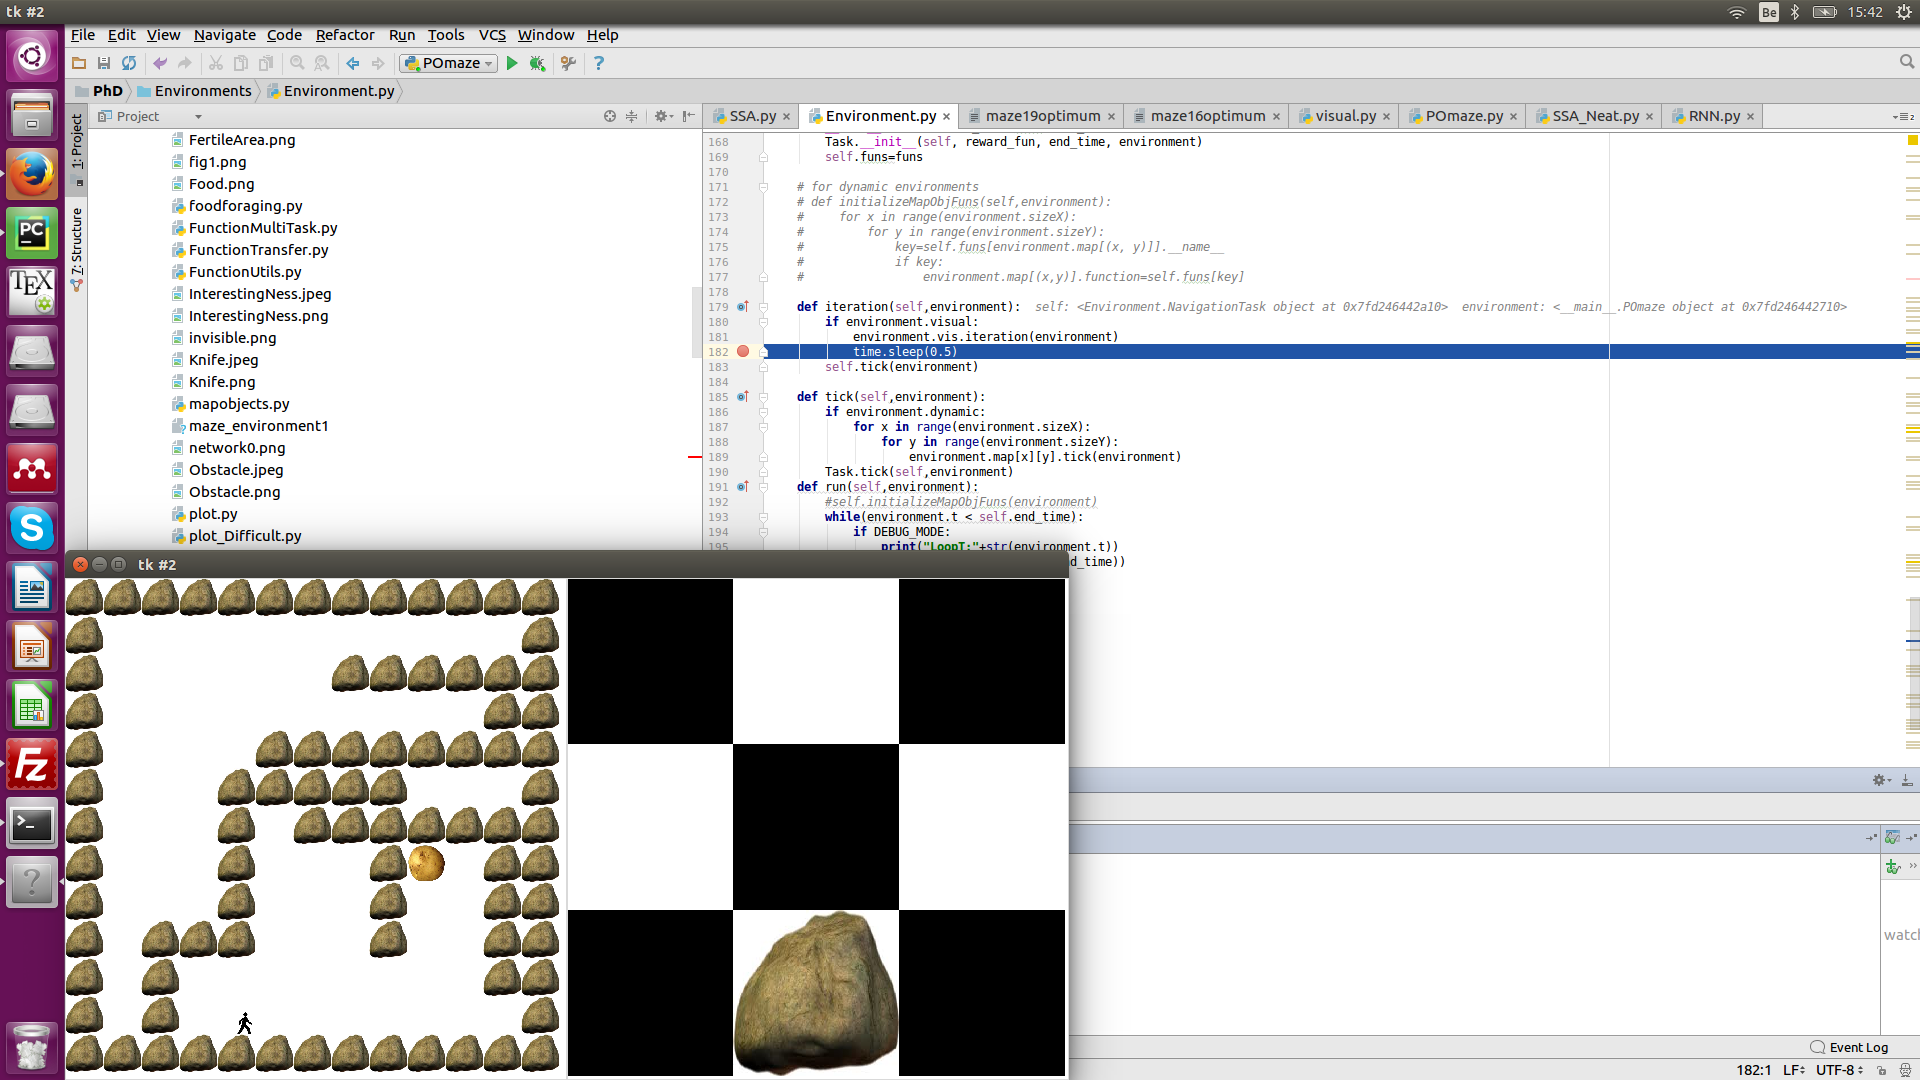 tk #2
Be
15:42
File Edit View Navigate Code Refactor Run Tools VCS Window Help
POmaze
PhD Environments Environment.py
Project
SSA.py Environment.py maze19optimum maze16optimum visual.py POmaze.py SSA_Neat.py RNN.py
1: Project
7: Structure
FertileArea.png
fig1.png
Food.png
foodforaging.py
FunctionMultiTask.py
FunctionTransfer.py
FunctionUtils.py
InterestingNess.jpeg
InterestingNess.png
invisible.png
Knife.jpeg
Knife.png
mapobjects.py
maze_environment1
network0.png
Obstacle.jpeg
Obstacle.png
plot.py
plot_Difficult.py
168 Task.__init__(self, reward_fun, end_time, environment)
169 self.funs=funs
170
171 # for dynamic environments
172 # def initializeMapObjFuns(self,environment):
173 # for x in range(environment.sizeX):
174 # for y in range(environment.sizeY):
175 # key=self.funs[environment.map[(x, y)]].__name__
176 # if key:
177 # environment.map[(x,y)].function=self.funs[key]
178
179 def iteration(self,environment): self: <Environment.NavigationTask object at 0x7fd246442a10> environment: <__main__.POmaze object at 0x7fd246442710>
180 if environment.visual:
181 environment.vis.iteration(environment)
182 time.sleep(0.5)
183 self.tick(environment)
184
185 def tick(self,environment):
186 if environment.dynamic:
187 for x in range(environment.sizeX):
188 for y in range(environment.sizeY):
189 environment.map[x][y].tick(environment)
190 Task.tick(self,environment)
191 def run(self,environment):
192 #self.initializeMapObjFuns(environment)
193 while(environment.t < self.end_time):
194 if DEBUG_MODE:
195 print("LoopT:"+str(environment.t))
d_time))
tk #2
PC
TEX
S
Fz
>_
?
watch
Event Log
182:1 LF UTF-8